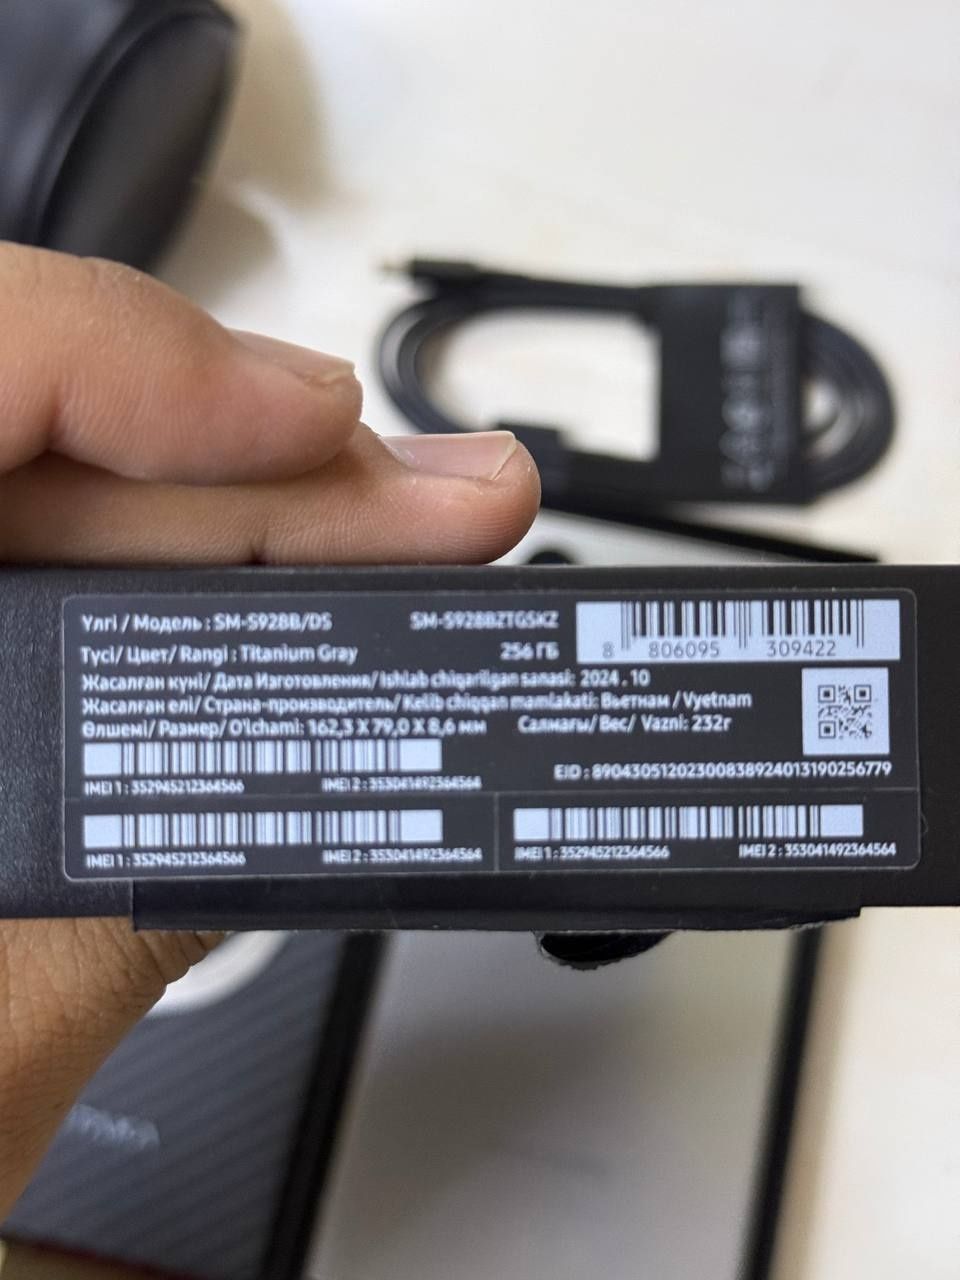 Үлгі / Модель : SM-S928B/DS SM-S928BZTGSKZ
Түсі/ Цвет/ Rangi : Titanium Gray 256 ГБ
8 806095 309422
Жасалған күні/ Дата Изготовления/ Ishlab chiqarilgan sanasi: 2024 . 10
Жасалған елі/ Страна-производитель/ Kelib chiqqan mamlakati: Вьетнам / Vyetnam
Өлшемі/ Размер/ O'lchami: 162,3 X 79,0 X 8,6 мм Салмағы/ Вес/ Vazni: 232г
EID : 89043051202300838924013190256779
IMEI 1 : 352945212364566 IMEI 2 : 353041492364564
IMEI 1 : 352945212364566 IMEI 2 : 353041492364564
IMEI 1 : 352945212364566 IMEI 2 : 353041492364564